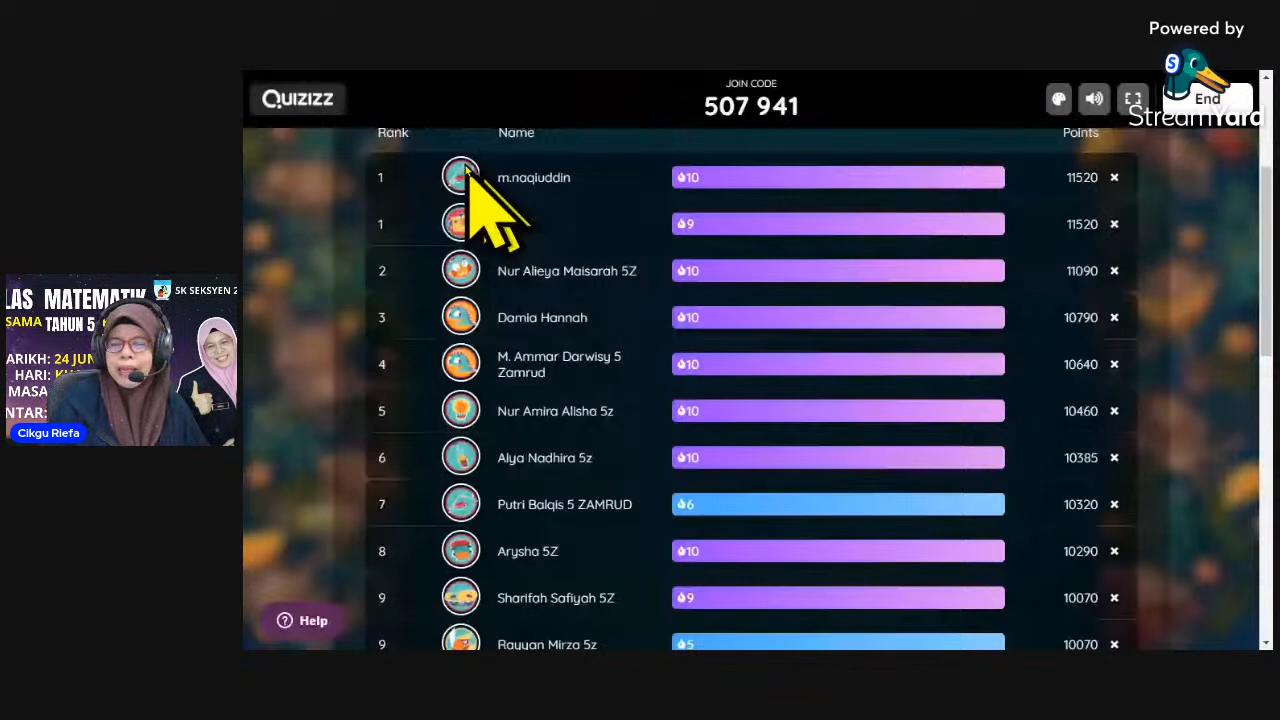 Powered by
StreamYard
Quizizz
JOIN CODE
507 941
End
Rank Name Points
1 m.naqiuddin 10 11520
1 9 11520
2 Nur Alieya Maisarah 5Z 10 11090
3 Damia Hannah 10 10790
4 M. Ammar Darwisy 5
Zamrud 10 10640
5 Nur Amira Alisha 5z 10 10460
6 Alya Nadhira 5z 10 10385
7 Putri Balqis 5 ZAMRUD 6 10320
8 Arysha 5Z 10 10290
9 Sharifah Safiyah 5Z 9 10070
9 Rayyan Mirza 5z 5 10070
Help
LAS MATEMATIK
SK SEKSYEN 2
SAMA TAHUN 5
ARIKH: 24 JUN
HARI:
MASA
NTAR:
Cikgu Riefa